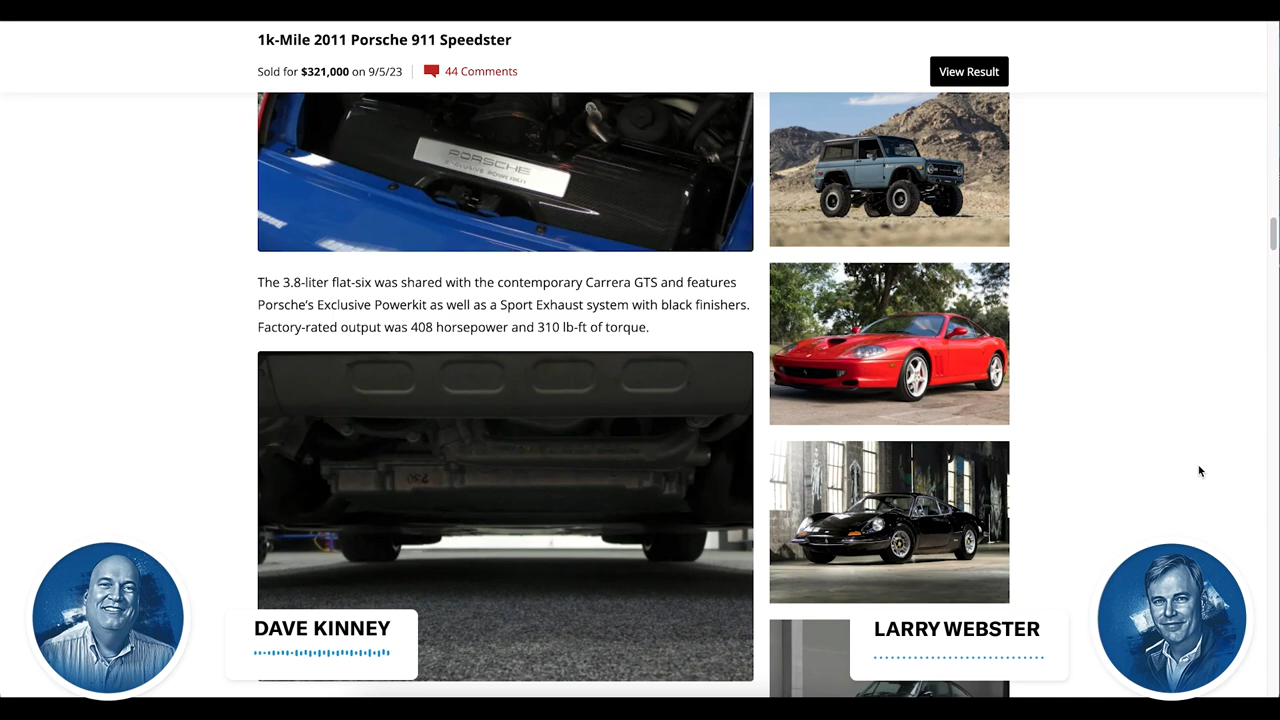 1k-Mile 2011 Porsche 911 Speedster
Sold for $321,000 on 9/5/23
44 Comments
View Result
PORSCHE
The 3.8-liter flat-six was shared with the contemporary Carrera GTS and features
Porsche's Exclusive Powerkit as well as a Sport Exhaust system with black finishers.
Factory-rated output was 408 horsepower and 310 lb-ft of torque.
DAVE KINNEY
LARRY WEBSTER